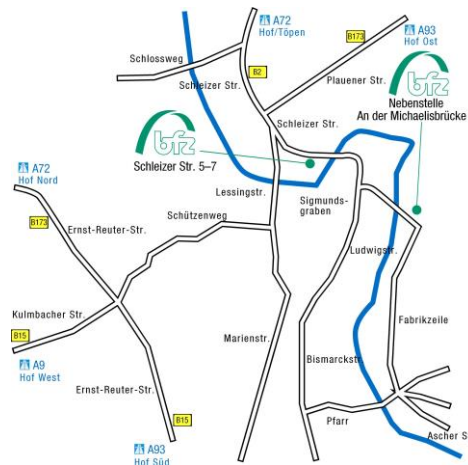 A72
Hof/Töpen
A93
Hof Ost
B173
Schlossweg
Schleizer Str.
B2
Plauener Str.
bfz
Nebenstelle
An der Michaelisbrücke
bfz
Schleizer Str. 5–7
Schleizer Str.
A72
Hof Nord
Lessingstr.
Sigmunds-
graben
Schützenweg
B173
Ernst-Reuter-Str.
Ludwigstr.
Kulmbacher Str.
B15
Fabrikzeile
Marienstr.
A9
Hof West
Bismarckstr.
Ernst-Reuter-Str.
B15
Pfarr
Ascher S
A93
Hof Süd